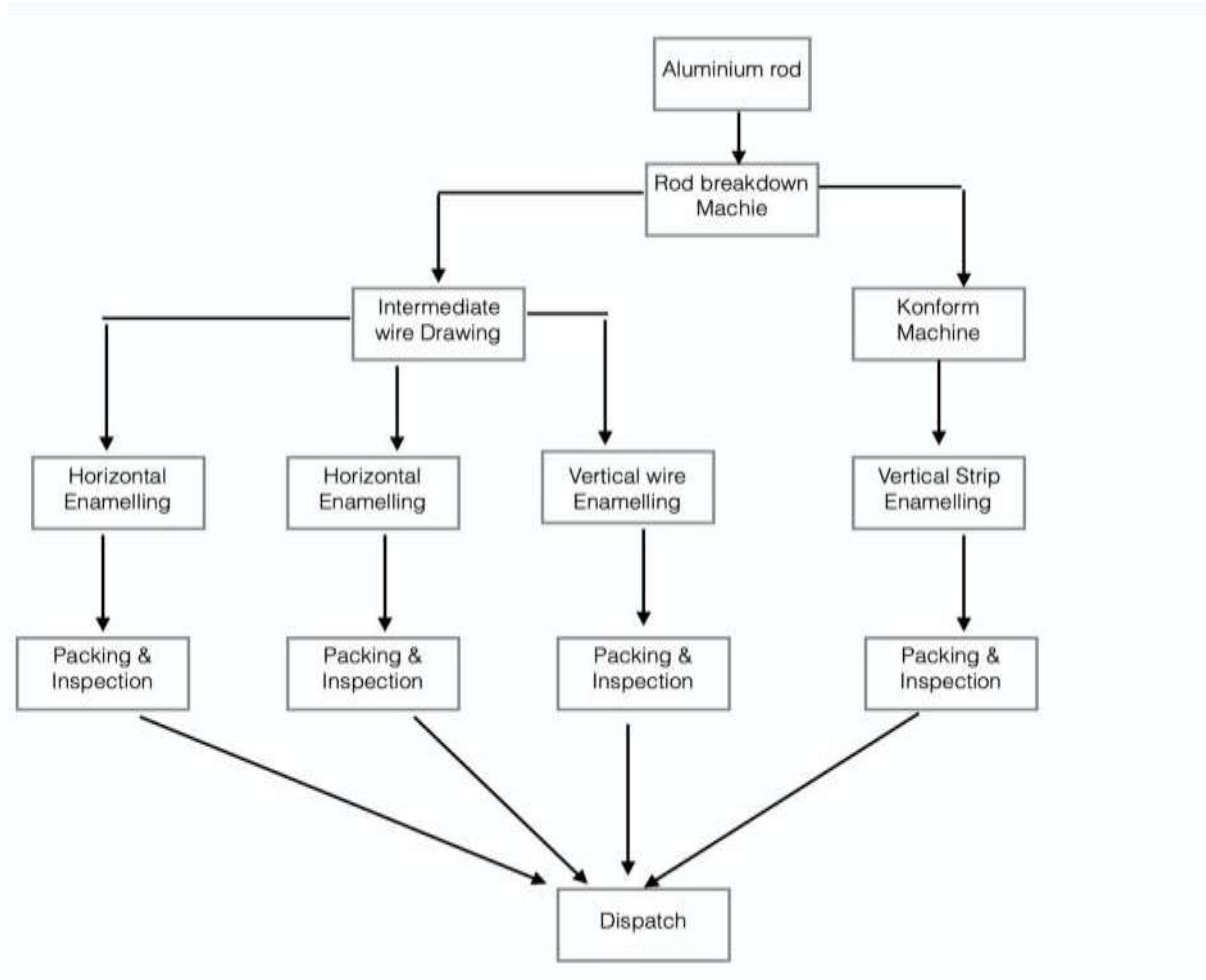 Aluminium rod
Rod breakdown
Machie
Intermediate
wire Drawing
Konform
Machine
Horizontal
Enamelling
Horizontal
Enamelling
Vertical wire
Enamelling
Vertical Strip
Enamelling
Packing &
Inspection
Packing &
Inspection
Packing &
Inspection
Packing &
Inspection
Dispatch